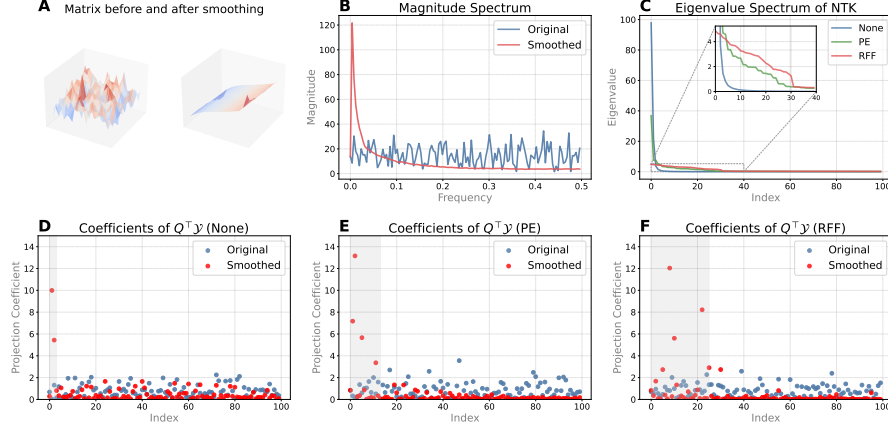 A Matrix before and after smoothing
B Magnitude Spectrum
Original
Smoothed
Magnitude
120
100
80
60
40
20
0
0.0 0.1 0.2 0.3 0.4 0.5
Frequency
C Eigenvalue Spectrum of NTK
None
PE
RFF
Eigenvalue
100
80
60
40
20
0
4
2
0
0 10 20 30 40
0 20 40 60 80 100
Index
D Coefficients of Q⊤𝒴 (None)
Original
Smoothed
Projection Coefficient
14
12
10
8
6
4
2
0
0 20 40 60 80 100
Index
E Coefficients of Q⊤𝒴 (PE)
Original
Smoothed
Projection Coefficient
14
12
10
8
6
4
2
0
0 20 40 60 80 100
Index
F Coefficients of Q⊤𝒴 (RFF)
Original
Smoothed
Projection Coefficient
14
12
10
8
6
4
2
0
0 20 40 60 80 100
Index